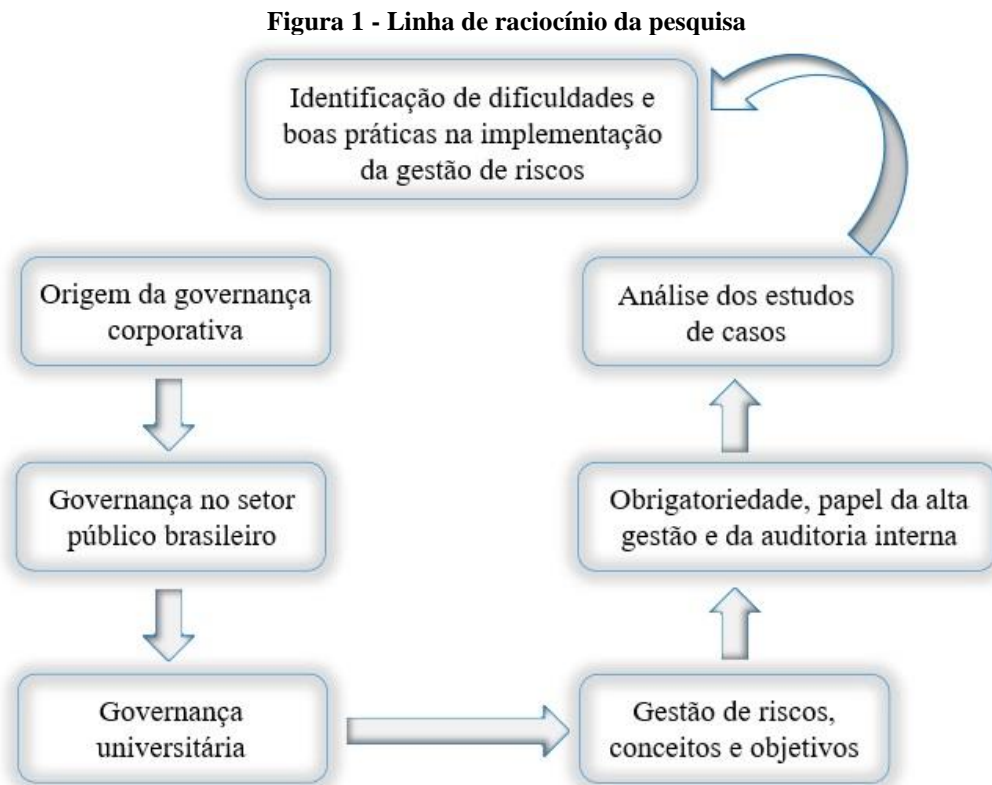 Figura 1 - Linha de raciocínio da pesquisa
Identificação de dificuldades e
boas práticas na implementação
da gestão de riscos
Origem da governança
corporativa
Análise dos estudos
de casos
Governança no setor
público brasileiro
Obrigatoriedade, papel da alta
gestão e da auditoria interna
Governança
universitária
Gestão de riscos,
conceitos e objetivos